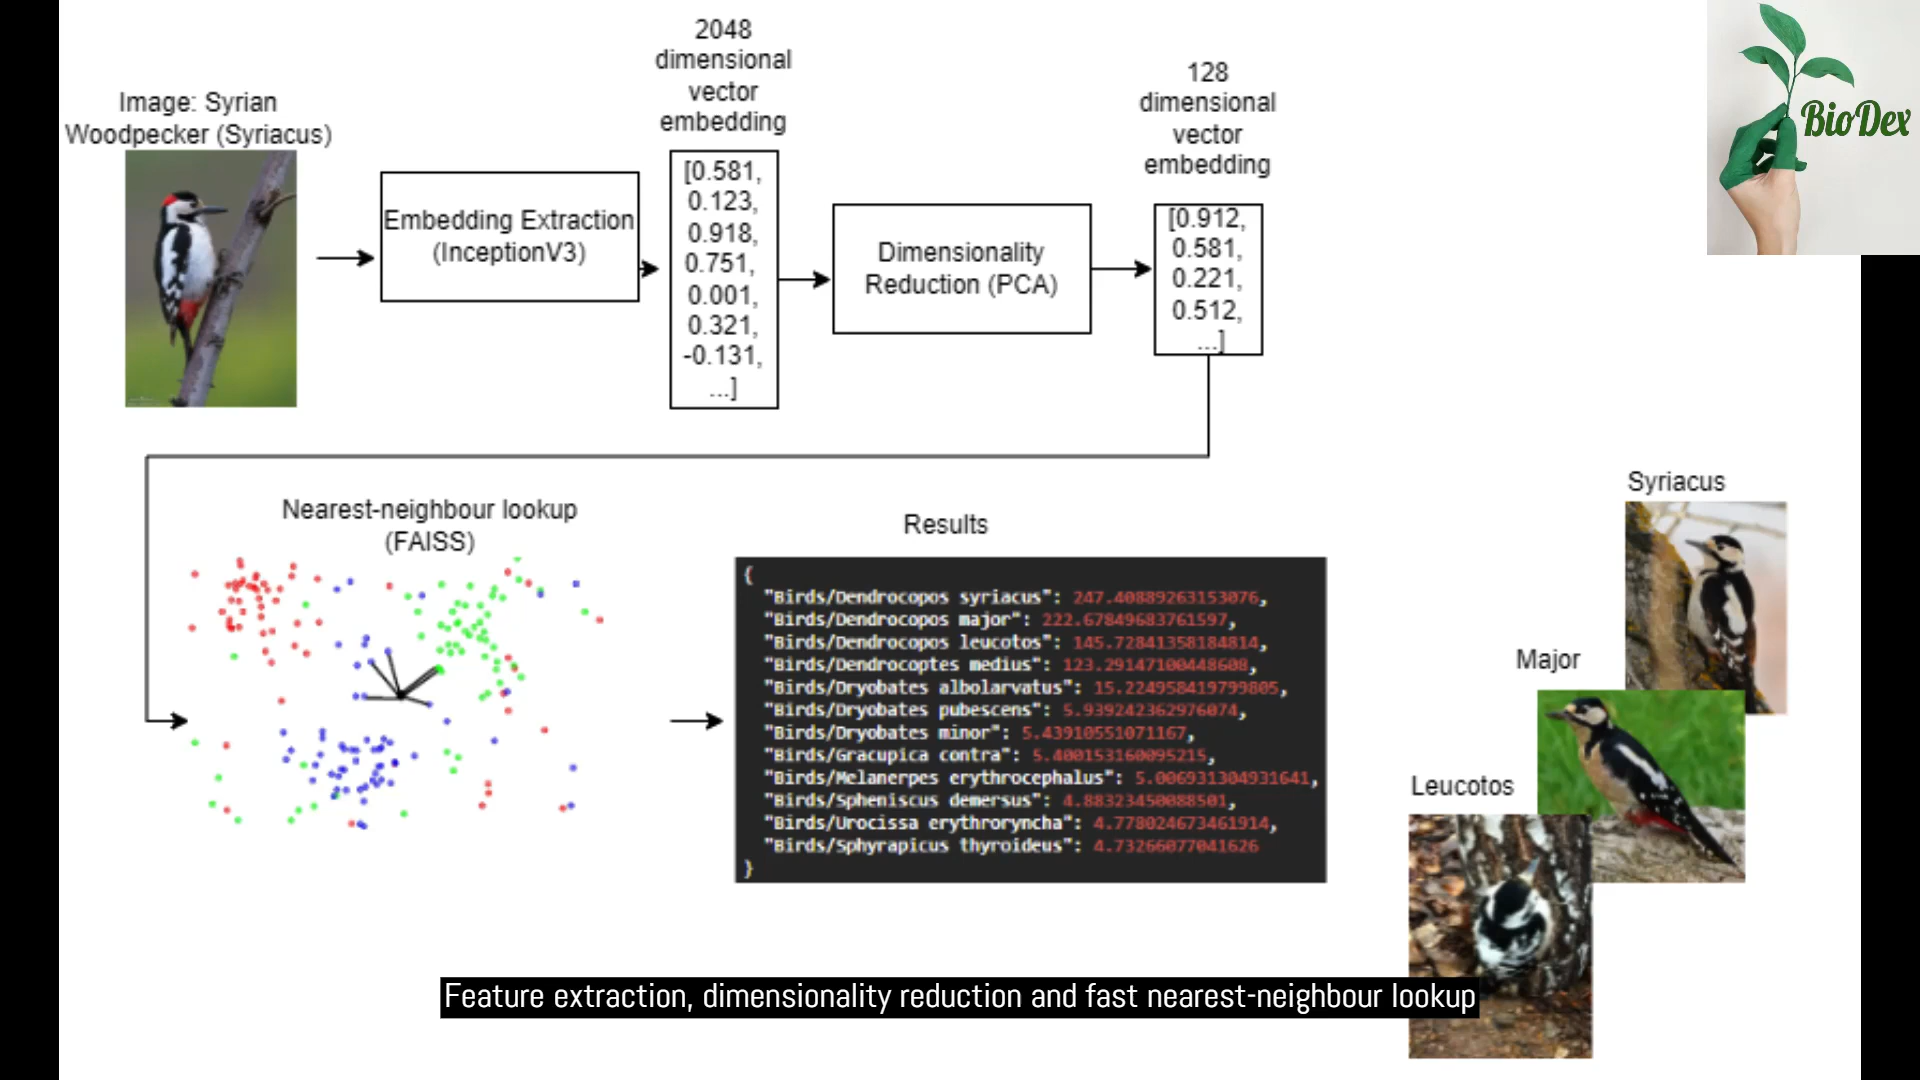 Image: Syrian
Woodpecker (Syriacus)
Embedding Extraction
(InceptionV3)
2048
dimensional
vector
embedding
[0.581,
0.123,
0.918,
0.751,
0.001,
0.321,
-0.131,
...]
Dimensionality
Reduction (PCA)
128
dimensional
vector
embedding
[0.912,
0.581,
0.221,
0.512,
...]
BioDex
Nearest-neighbour lookup
(FAISS)
Results
{
"Birds/Dendrocopos syriacus": 247.40889263153076,
"Birds/Dendrocopos major": 222.67849683761597,
"Birds/Dendrocopos leucotos": 145.72841358184814,
"Birds/Dendrocoptes medius": 123.29147100448608,
"Birds/Dryobates albolarvatus": 15.224958419799805,
"Birds/Dryobates pubescens": 5.939242362976074,
"Birds/Dryobates minor": 5.43910551071167,
"Birds/Gracupica contra": 5.400153160095215,
"Birds/Melanerpes erythrocephalus": 5.006931304931641,
"Birds/Spheniscus demersus": 4.88323450088501,
"Birds/Urocissa erythroryncha": 4.778024673461914,
"Birds/Sphyrapicus thyroideus": 4.73266077041626
}
Syriacus
Major
Leucotos
Feature extraction, dimensionality reduction and fast nearest-neighbour lookup